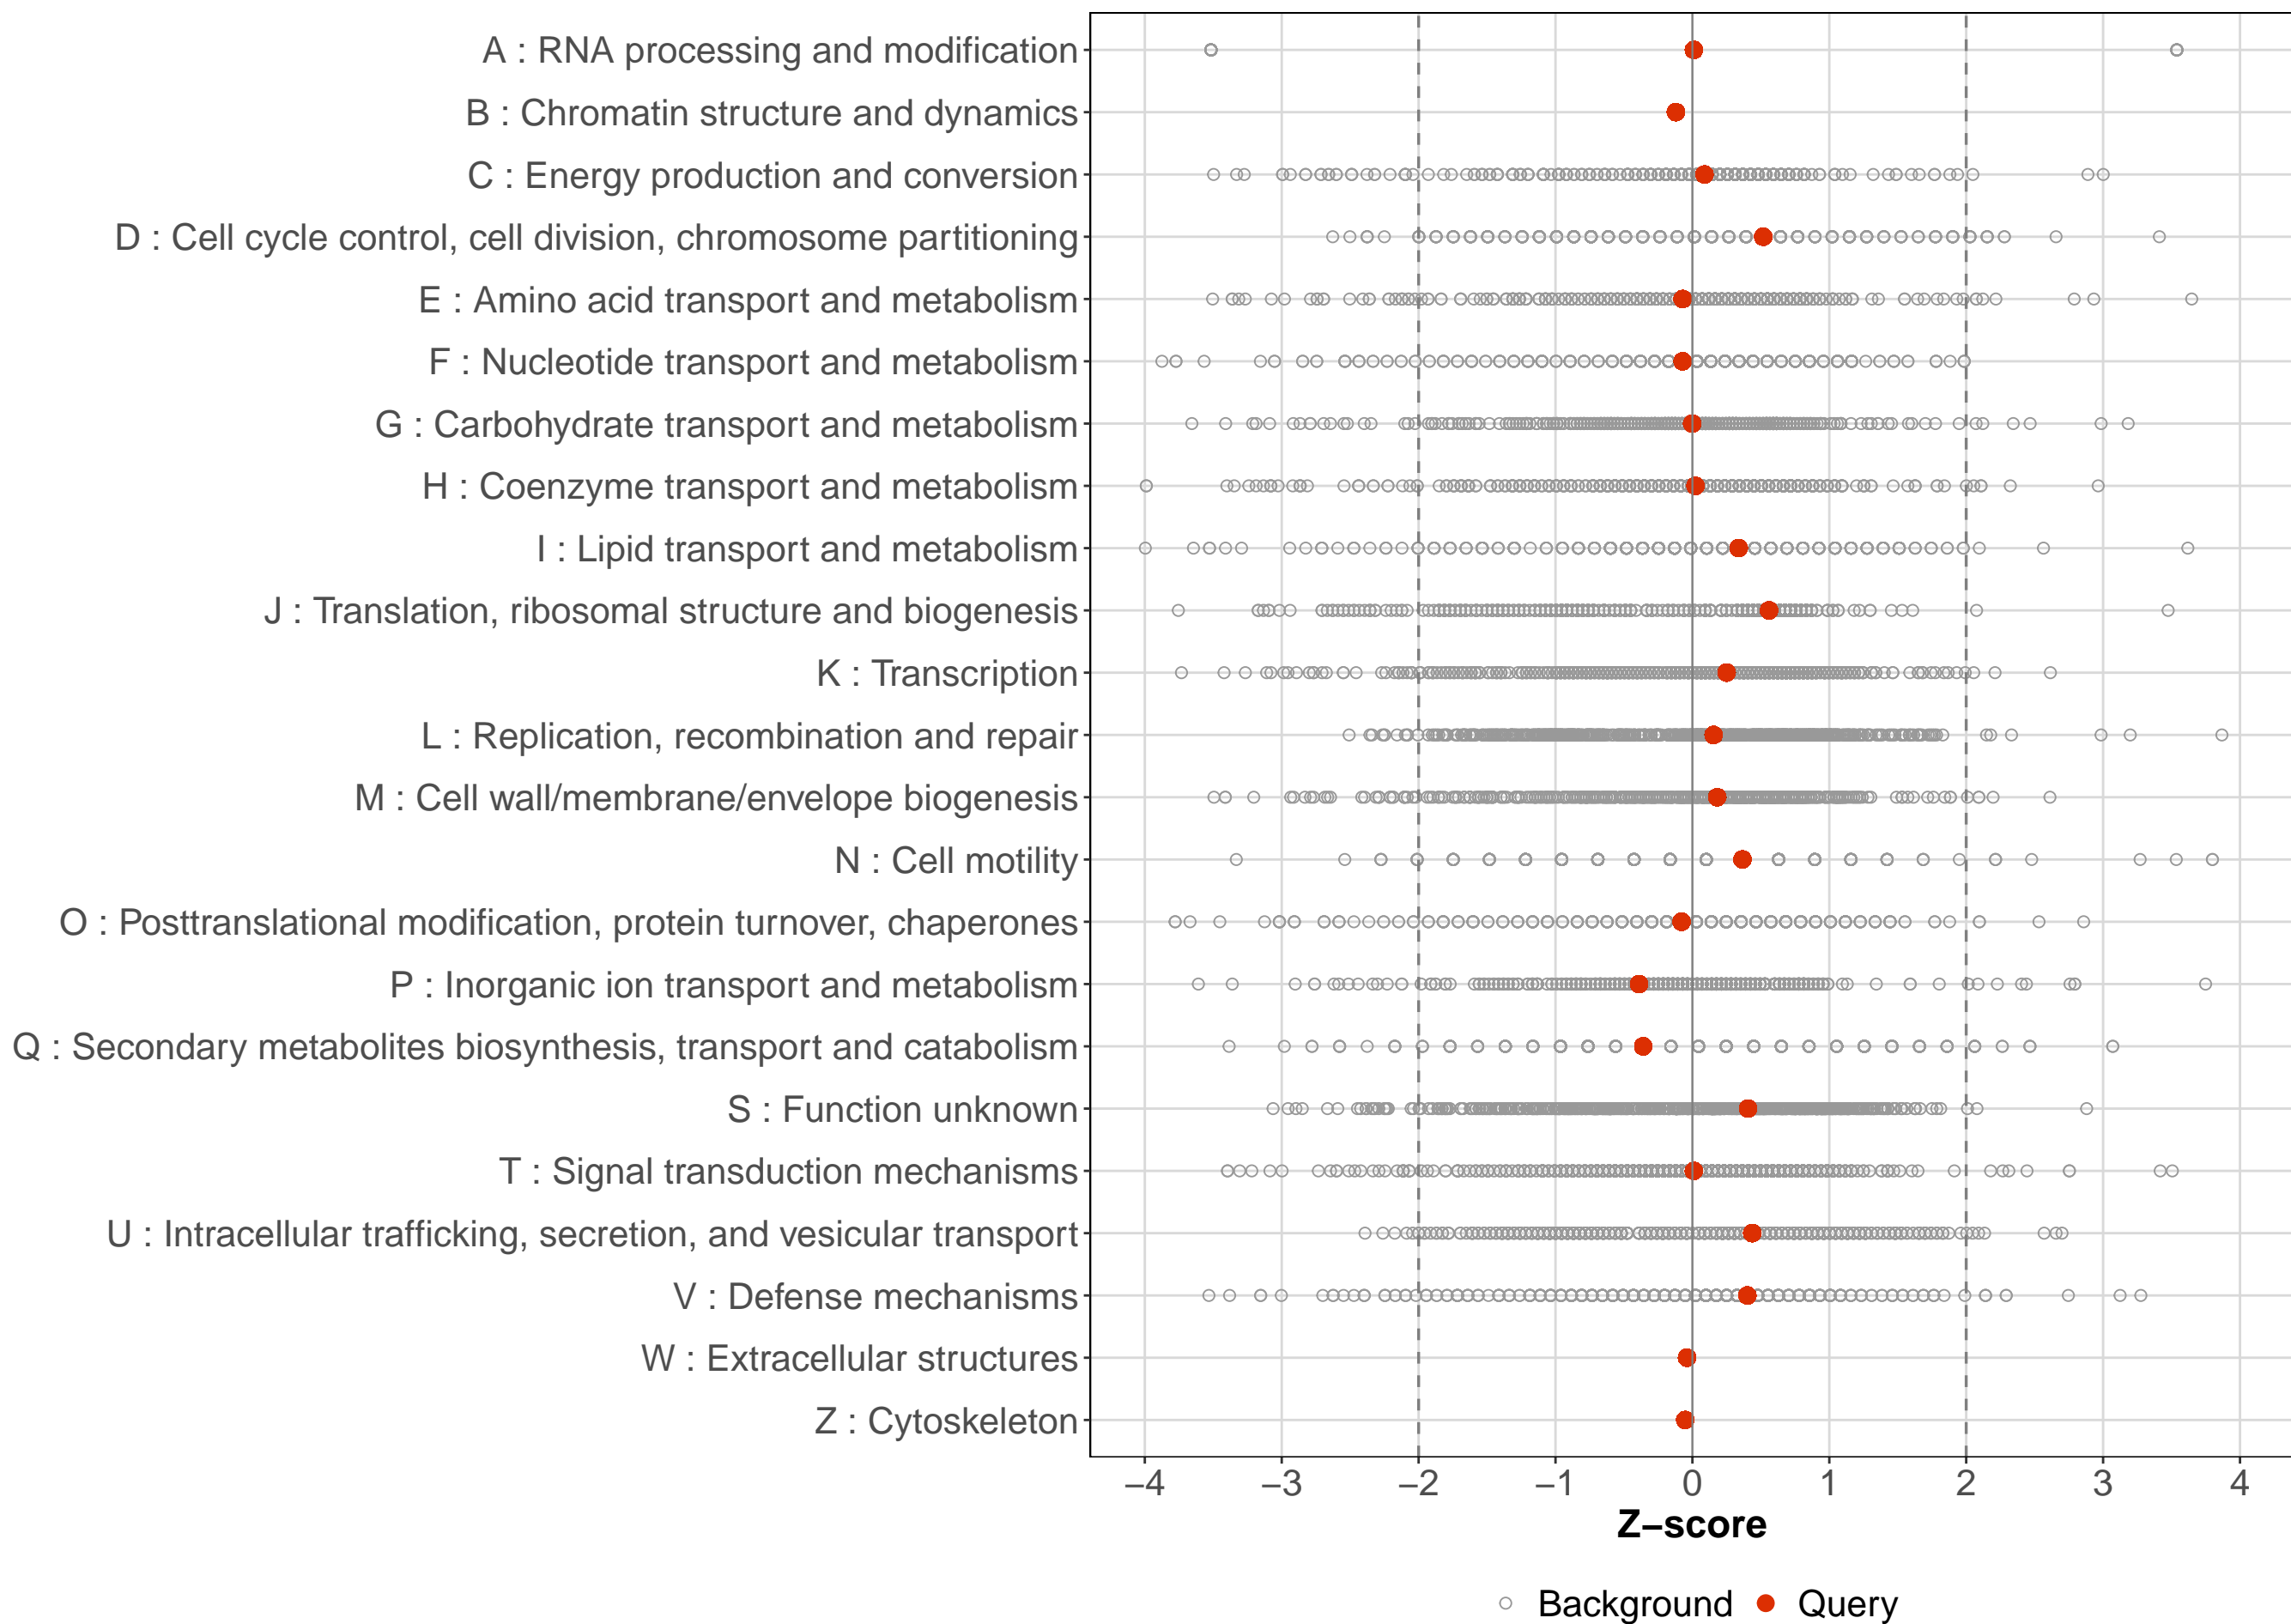 A : RNA processing and modification
B : Chromatin structure and dynamics
C : Energy production and conversion
D : Cell cycle control, cell division, chromosome partitioning
E : Amino acid transport and metabolism
F : Nucleotide transport and metabolism
G : Carbohydrate transport and metabolism
H : Coenzyme transport and metabolism
I : Lipid transport and metabolism
J : Translation, ribosomal structure and biogenesis
K : Transcription
L : Replication, recombination and repair
M : Cell wall/membrane/envelope biogenesis
N : Cell motility
O : Posttranslational modification, protein turnover, chaperones
P : Inorganic ion transport and metabolism
Q : Secondary metabolites biosynthesis, transport and catabolism
S : Function unknown
T : Signal transduction mechanisms
U : Intracellular trafficking, secretion, and vesicular transport
V : Defense mechanisms
W : Extracellular structures
Z : Cytoskeleton
−4 −3 −2 −1 0 1 2 3 4
Z−score
Background Query